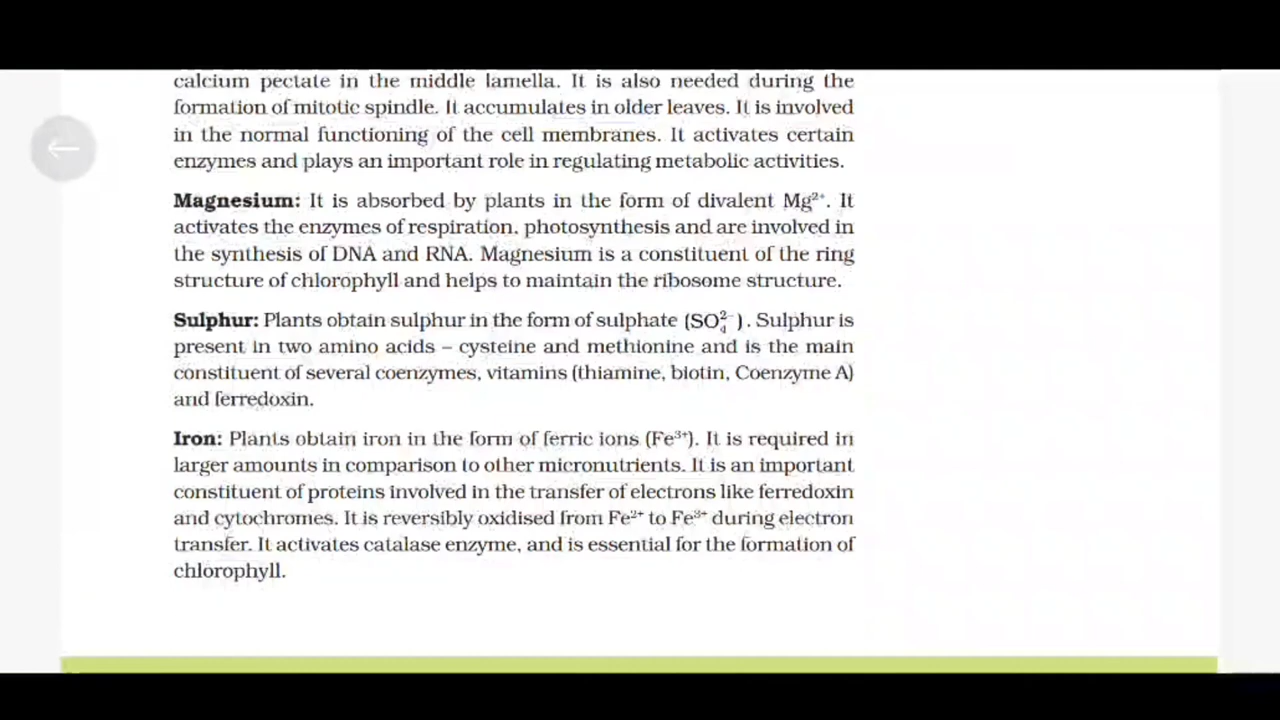 calcium pectate in the middle lamella. It is also needed during the
formation of mitotic spindle. It accumulates in older leaves. It is involved
in the normal functioning of the cell membranes. It activates certain
enzymes and plays an important role in regulating metabolic activities.
Magnesium: It is absorbed by plants in the form of divalent Mg²⁺. It
activates the enzymes of respiration, photosynthesis and are involved in
the synthesis of DNA and RNA. Magnesium is a constituent of the ring
structure of chlorophyll and helps to maintain the ribosome structure.
Sulphur: Plants obtain sulphur in the form of sulphate (SO₄²⁻). Sulphur is
present in two amino acids – cysteine and methionine and is the main
constituent of several coenzymes, vitamins (thiamine, biotin, Coenzyme A)
and ferredoxin.
Iron: Plants obtain iron in the form of ferric ions (Fe³⁺). It is required in
larger amounts in comparison to other micronutrients. It is an important
constituent of proteins involved in the transfer of electrons like ferredoxin
and cytochromes. It is reversibly oxidised from Fe²⁺ to Fe³⁺ during electron
transfer. It activates catalase enzyme, and is essential for the formation of
chlorophyll.